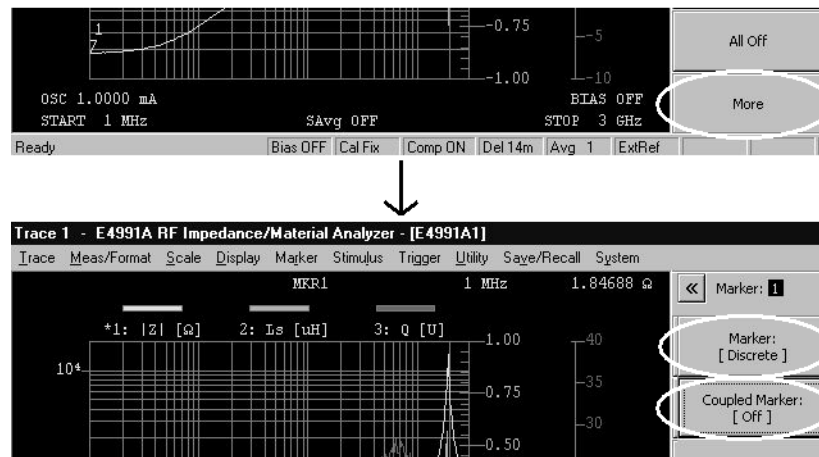 1
-0.75
-5
All Off
-1.00
-10
OSC 1.0000 mA
BIAS OFF
More
START 1 MHz
SAvg OFF
STOP 3 GHz
Ready
Bias OFF
Cal Fix
Comp ON
Del 14m
Avg 1
ExtRef
Trace 1 - E4991A RF Impedance/Material Analyzer - [E4991A1]
Trace Meas/Format Scale Display Marker Stimulus Trigger Utility Save/Recall System
MKR1 1 MHz 1.84688 Ω
« Marker: 1
*1: |Z| [Ω] 2: Ls [uH] 3: Q [U]
1.00
40
Marker:
[ Discrete ]
10⁴
35
0.75
Coupled Marker:
[ Off ]
30
0.50